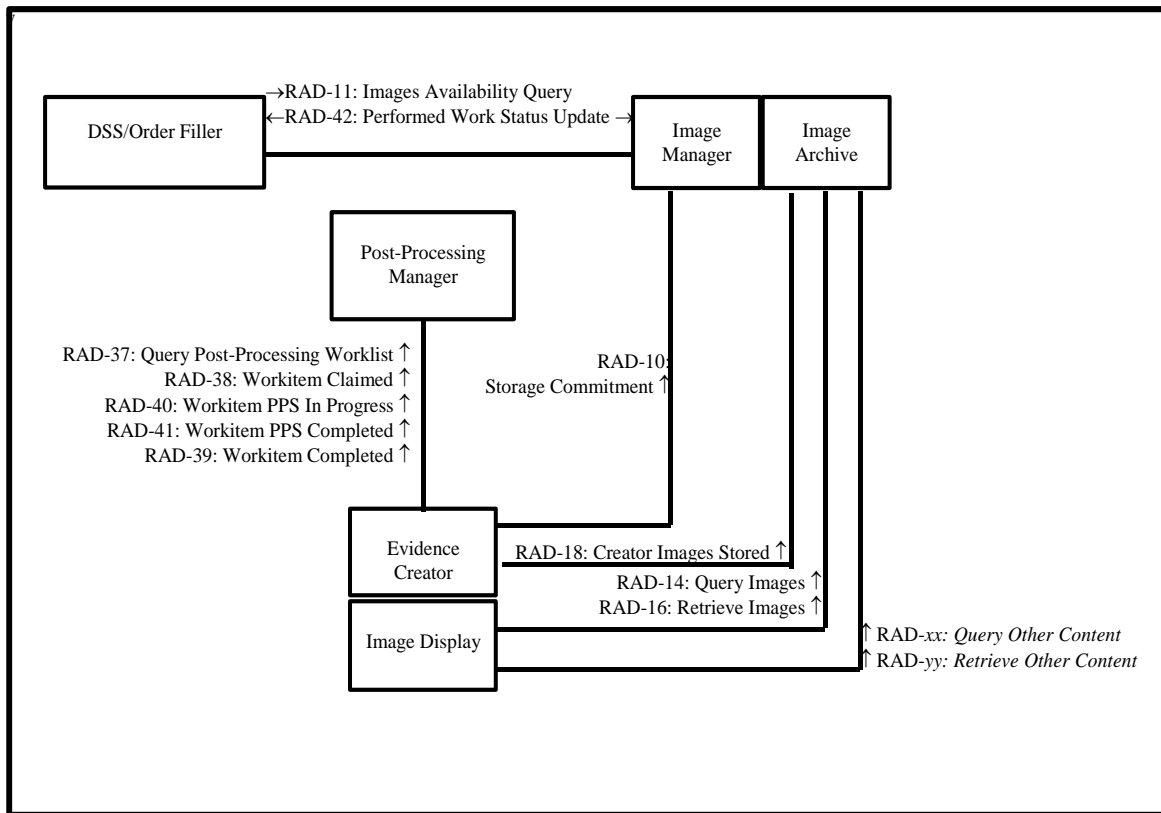 →RAD-11: Images Availability Query
←RAD-42: Performed Work Status Update →
DSS/Order Filler
Image
Manager
Image
Archive
Post-Processing
Manager
RAD-37: Query Post-Processing Worklist ↑
RAD-38: Workitem Claimed ↑
RAD-40: Workitem PPS In Progress ↑
RAD-41: Workitem PPS Completed ↑
RAD-39: Workitem Completed ↑
RAD-10:
Storage Commitment ↑
Evidence
Creator
RAD-18: Creator Images Stored ↑
RAD-14: Query Images ↑
RAD-16: Retrieve Images ↑
Image Display
↑ RAD-xx: Query Other Content
↑ RAD-yy: Retrieve Other Content